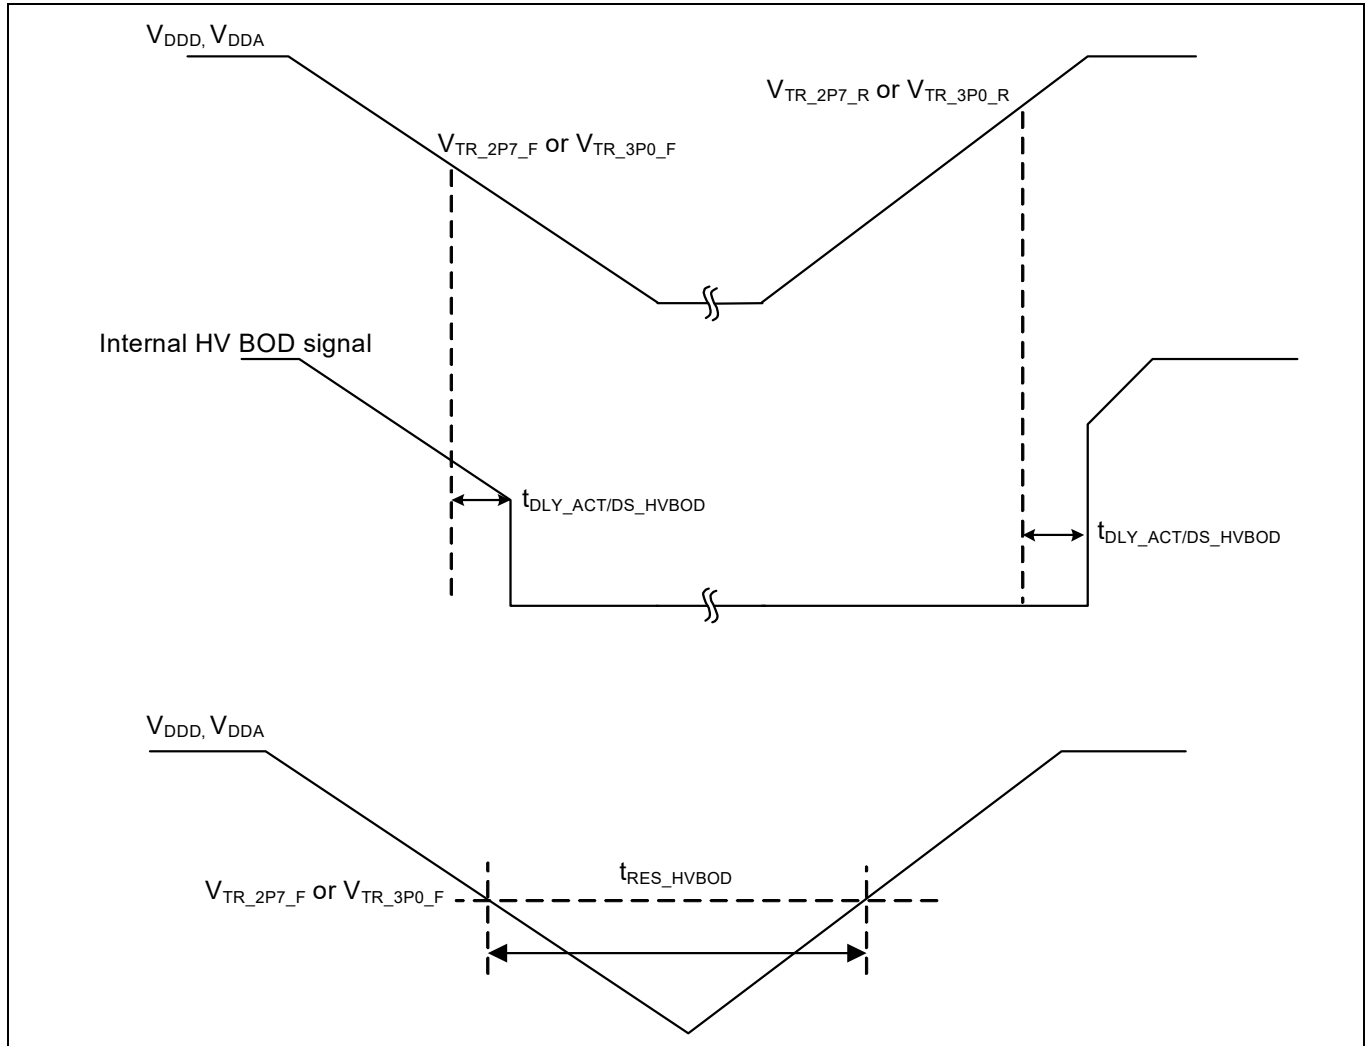 VDDD, VDDA
VTR_2P7_R or VTR_3P0_R
VTR_2P7_F or VTR_3P0_F
Internal HV BOD signal
tDLY_ACT/DS_HVBOD
tDLY_ACT/DS_HVBOD
VDDD, VDDA
tRES_HVBOD
VTR_2P7_F or VTR_3P0_F